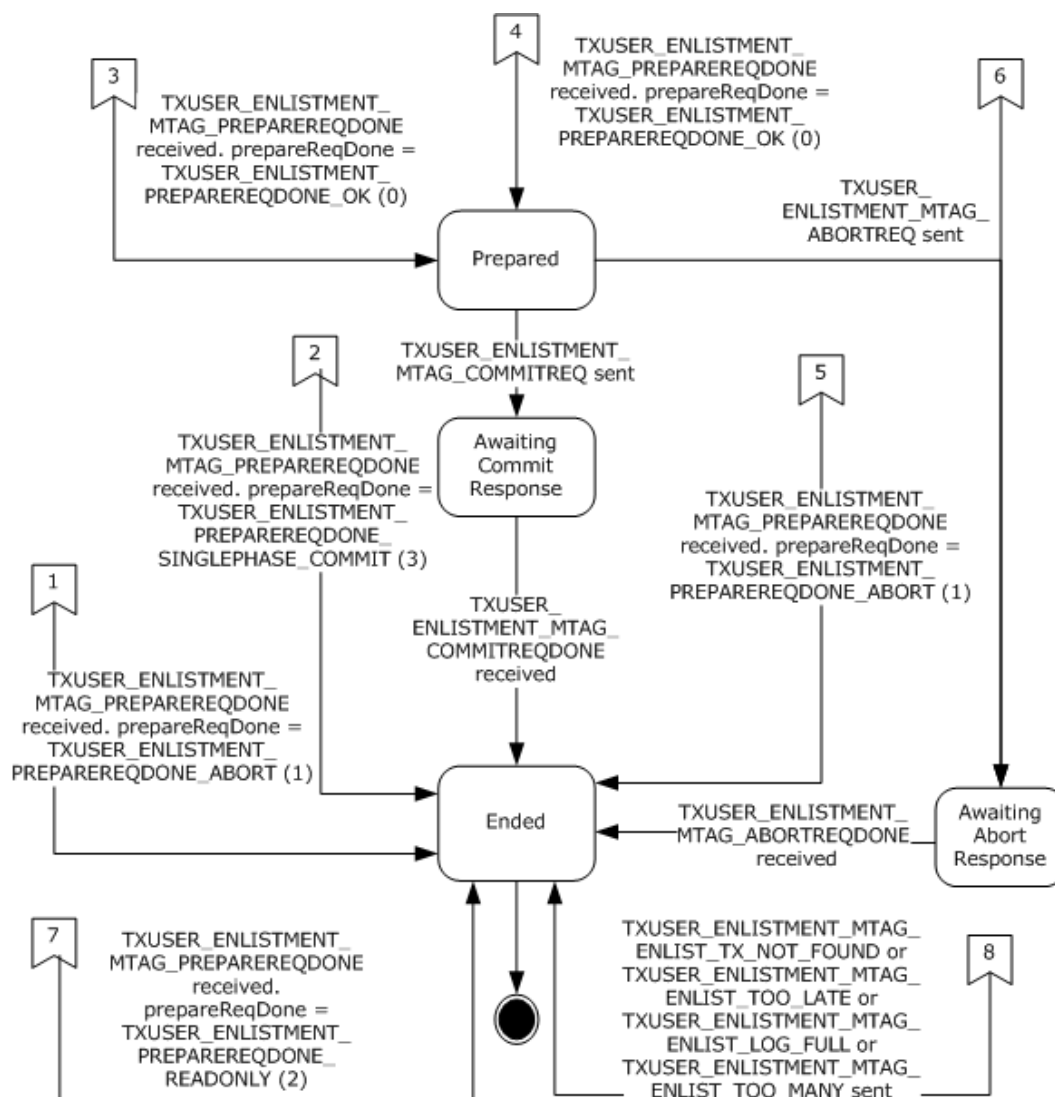 4
TXUSER_ENLISTMENT_
MTAG_PREPAREREQDONE
received. prepareReqDone =
TXUSER_ENLISTMENT_
PREPAREREQDONE_OK (0)
3
TXUSER_ENLISTMENT_
MTAG_PREPAREREQDONE
received. prepareReqDone =
TXUSER_ENLISTMENT_
PREPAREREQDONE_OK (0)
6
TXUSER_
ENLISTMENT_MTAG_
ABORTREQ sent
Prepared
TXUSER_ENLISTMENT_
MTAG_COMMITREQ sent
2
TXUSER_ENLISTMENT_
MTAG_PREPAREREQDONE
received. prepareReqDone =
TXUSER_ENLISTMENT_
PREPAREREQDONE_
SINGLEPHASE_COMMIT (3)
Awaiting
Commit
Response
5
TXUSER_ENLISTMENT_
MTAG_PREPAREREQDONE
received. prepareReqDone =
TXUSER_ENLISTMENT_
PREPAREREQDONE_ABORT (1)
1
TXUSER_ENLISTMENT_
MTAG_PREPAREREQDONE
received. prepareReqDone =
TXUSER_ENLISTMENT_
PREPAREREQDONE_ABORT (1)
TXUSER_
ENLISTMENT_MTAG_
COMMITREQDONE
received
Ended
TXUSER_ENLISTMENT_
MTAG_ABORTREQDONE
received
Awaiting
Abort
Response
7
TXUSER_ENLISTMENT_
MTAG_PREPAREREQDONE
received.
prepareReqDone =
TXUSER_ENLISTMENT_
PREPAREREQDONE_
READONLY (2)
TXUSER_ENLISTMENT_MTAG_
ENLIST_TX_NOT_FOUND or
TXUSER_ENLISTMENT_MTAG_
ENLIST_TOO_LATE or
TXUSER_ENLISTMENT_MTAG_
ENLIST_LOG_FULL or
TXUSER_ENLISTMENT_MTAG_
ENLIST_TOO_MANY sent
8